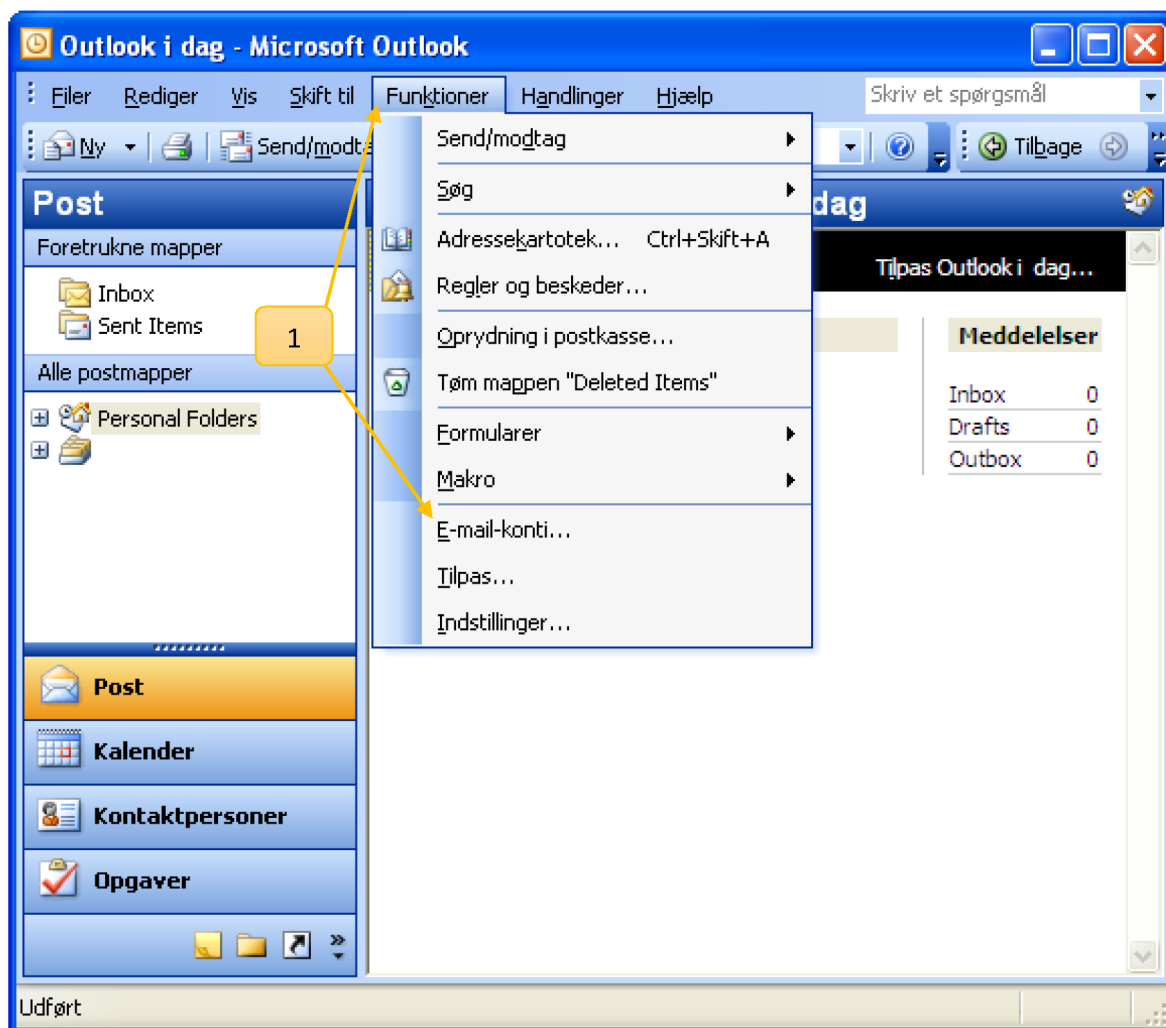 Outlook i dag - Microsoft Outlook
Filer Rediger Vis Skift til Funktioner Handlinger Hjælp Skriv et spørgsmål
Ny Send/modta Tilbage
Post
dag
Foretrukne mapper
Inbox
Sent Items
Alle postmapper
Personal Folders
1
Send/modtag
Søg
Adressekartotek... Ctrl+Skift+A
Regler og beskeder...
Oprydning i postkasse...
Tøm mappen "Deleted Items"
Formularer
Makro
E-mail-konti...
Tilpas...
Indstillinger...
Tilpas Outlook i dag...
Meddelelser
Inbox 0
Drafts 0
Outbox 0
Post
Kalender
Kontaktpersoner
Opgaver
Udført